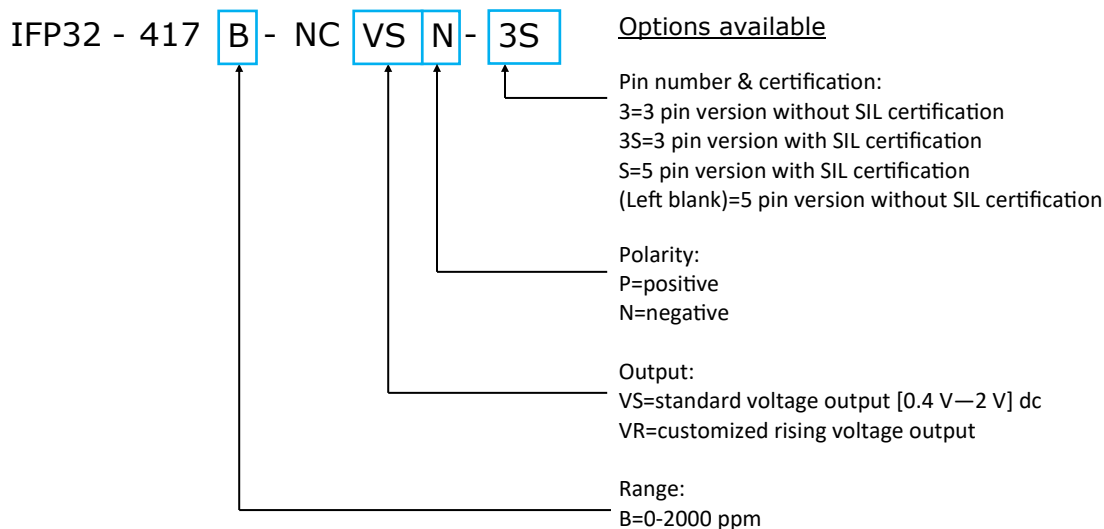 IFP32 - 417 B - NC VS N - 3S
Options available
Pin number & certification:
3=3 pin version without SIL certification
3S=3 pin version with SIL certification
S=5 pin version with SIL certification
(Left blank)=5 pin version without SIL certification
Polarity:
P=positive
N=negative
Output:
VS=standard voltage output [0.4 V—2 V] dc
VR=customized rising voltage output
Range:
B=0-2000 ppm